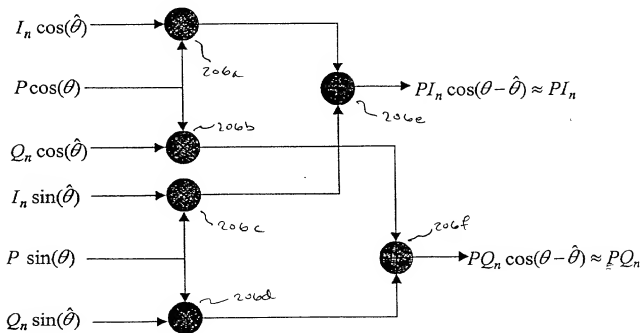 I_n cos(θ̂)
206a
P cos(θ)
PI_n cos(θ − θ̂) ≈ PI_n
206e
206b
Q_n cos(θ̂)
I_n sin(θ̂)
206c
206f
P sin(θ)
PQ_n cos(θ − θ̂) ≈ PQ_n
206d
Q_n sin(θ̂)